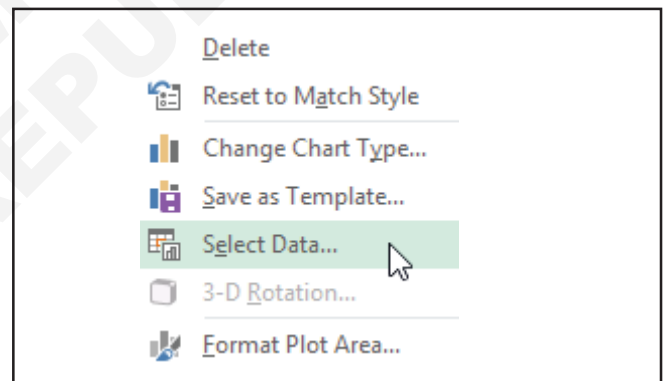 Delete
Reset to Match Style
Change Chart Type...
Save as Template...
Select Data...
3-D Rotation...
Format Plot Area...